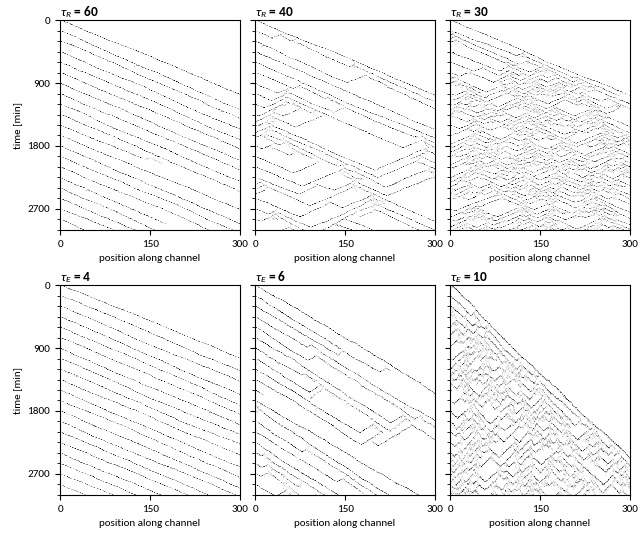 τR = 60 τR = 40 τR = 30
0
900
1800
2700
time [min]
0 150 300 0 150 300 0 150 300
position along channel position along channel position along channel
τE = 4 τE = 6 τE = 10
0
900
1800
2700
time [min]
0 150 300 0 150 300 0 150 300
position along channel position along channel position along channel